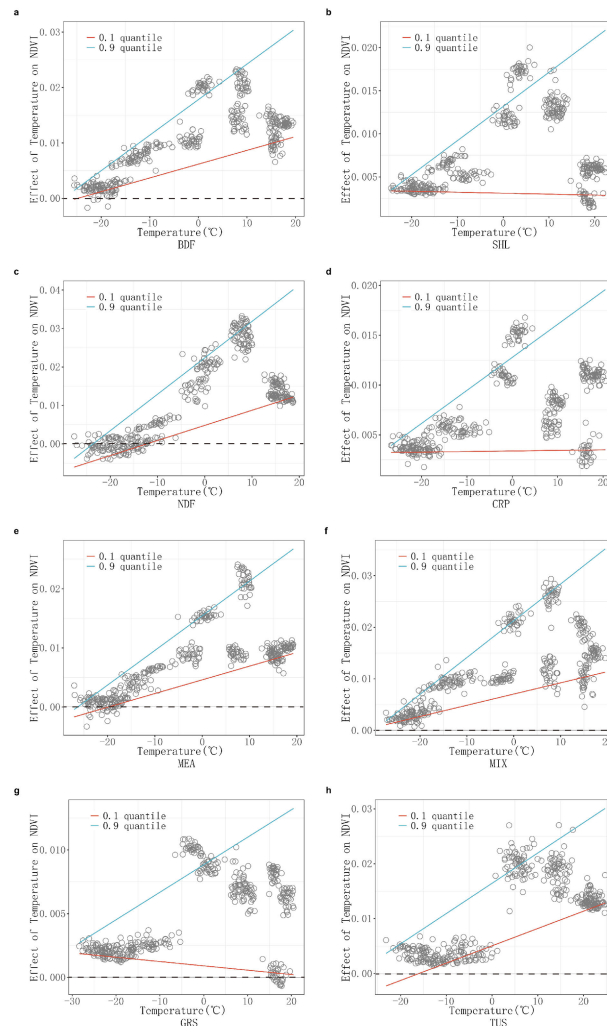 a
0.1 quantile
0.9 quantile
Effect of Temperature on NDVI
0.03
0.02
0.01
0.00
-20 -10 0 10 20
Temperature(℃)
BDF
b
0.1 quantile
0.9 quantile
Effect of Temperature on NDVI
0.020
0.015
0.010
0.005
-20 -10 0 10 20
Temperature(℃)
SHL
c
0.1 quantile
0.9 quantile
Effect of Temperature on NDVI
0.04
0.03
0.02
0.01
0.00
-20 -10 0 10 20
Temperature(℃)
NDF
d
0.1 quantile
0.9 quantile
Effect of Temperature on NDVI
0.020
0.015
0.010
0.005
-20 -10 0 10 20
Temperature(℃)
CRP
e
0.1 quantile
0.9 quantile
Effect of Temperature on NDVI
0.02
0.01
0.00
-20 -10 0 10 20
Temperature(℃)
MEA
f
0.1 quantile
0.9 quantile
Effect of Temperature on NDVI
0.03
0.02
0.01
0.00
-20 -10 0 10 20
Temperature(℃)
MIX
g
0.1 quantile
0.9 quantile
Effect of Temperature on NDVI
0.010
0.005
0.000
-30 -20 -10 0 10 20
Temperature(℃)
GRS
h
0.1 quantile
0.9 quantile
Effect of Temperature on NDVI
0.03
0.02
0.01
0.00
-20 -10 0 10 20
Temperature(℃)
TUS